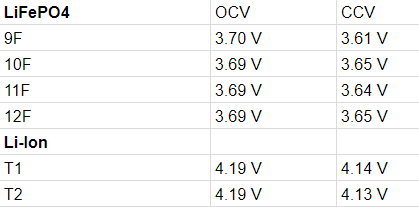 LiFePO4 OCV CCV
9F 3.70 V 3.61 V
10F 3.69 V 3.65 V
11F 3.69 V 3.64 V
12F 3.69 V 3.65 V
Li-Ion
T1 4.19 V 4.14 V
T2 4.19 V 4.13 V